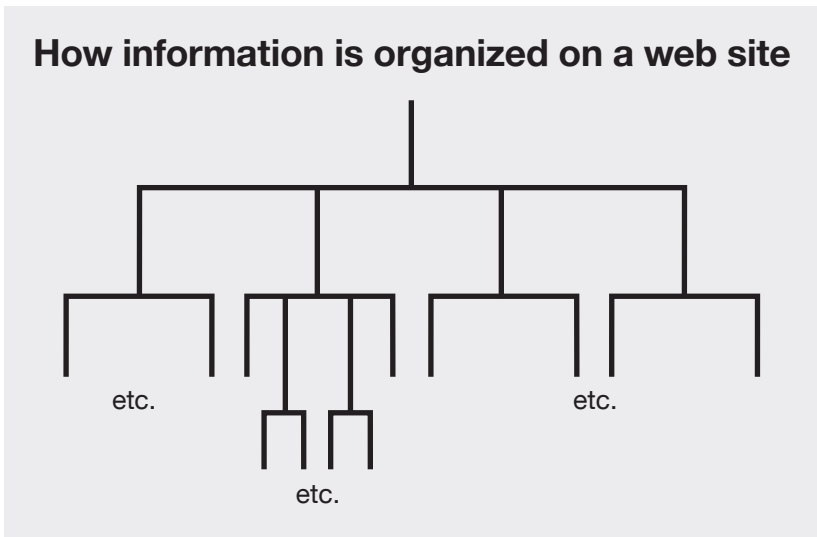 How information is organized on a web site
etc.
etc.
etc.